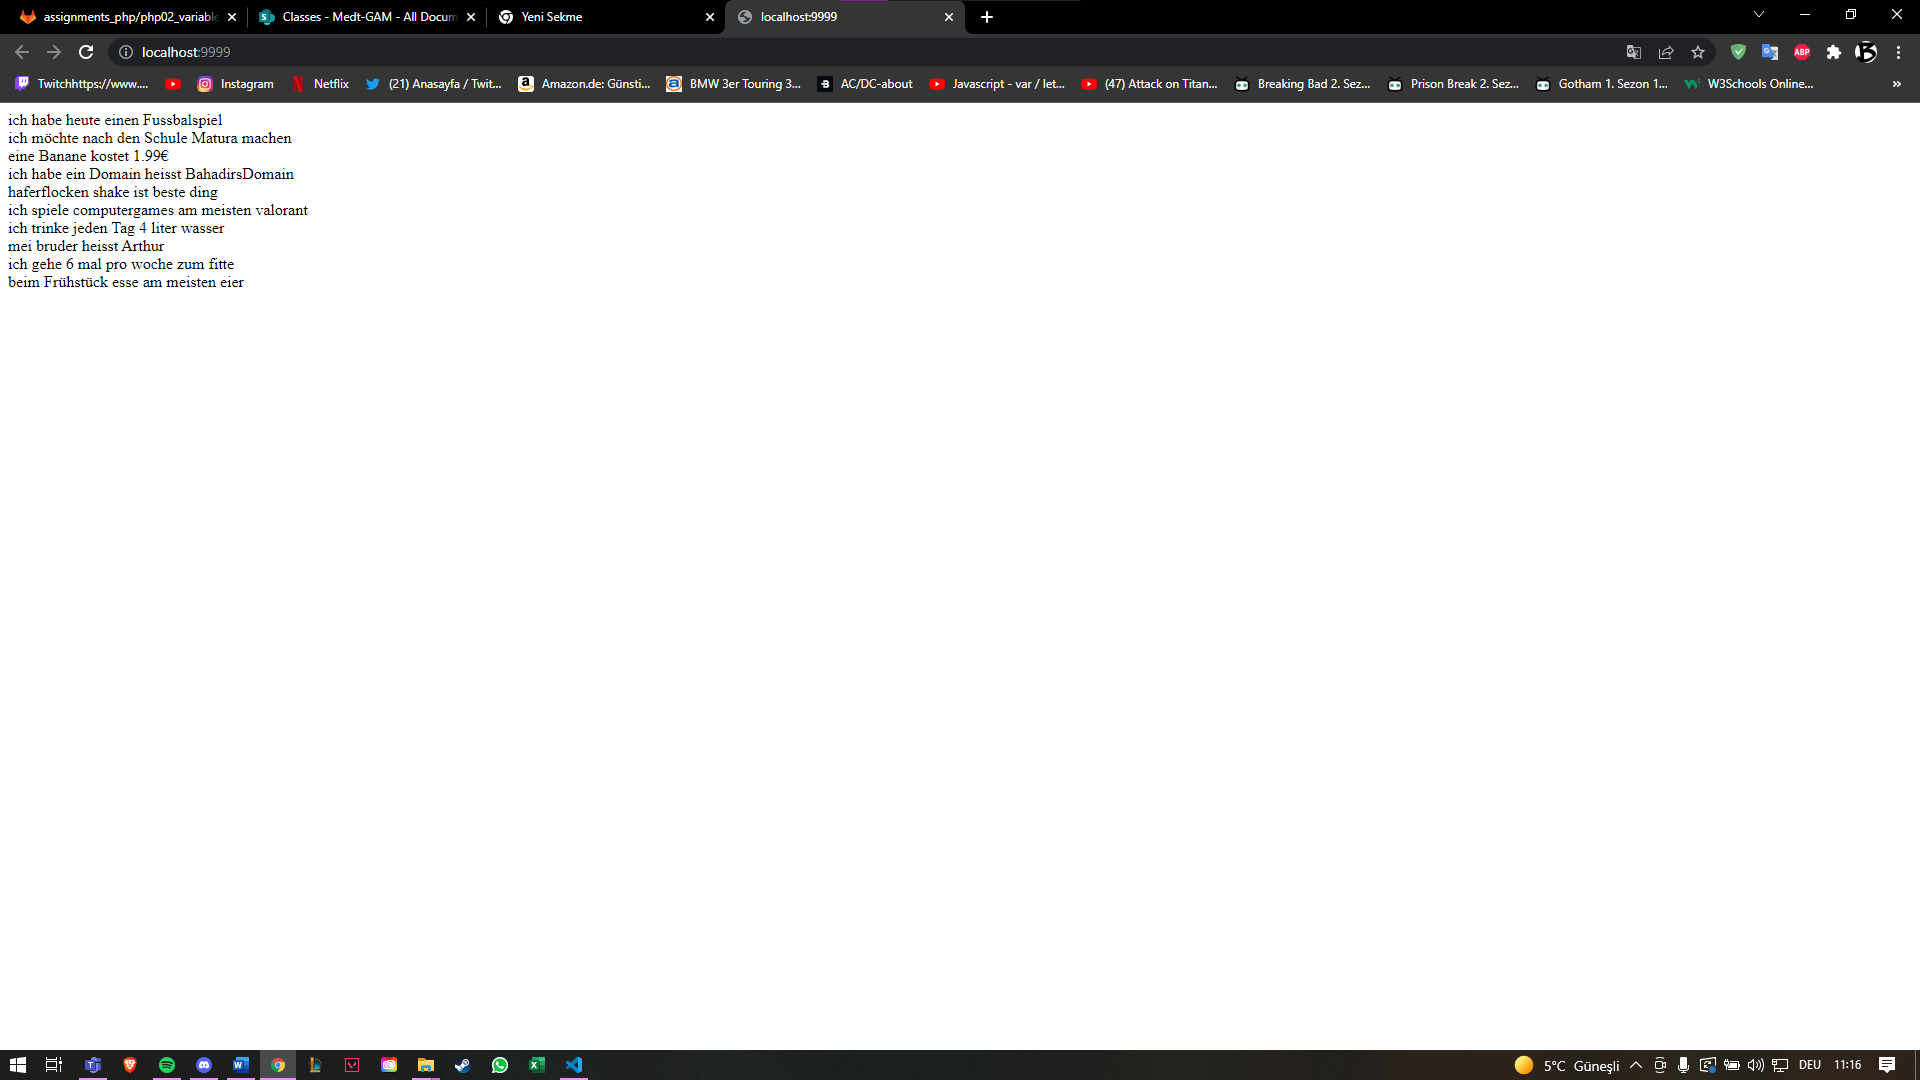 assignments_php/php02_variable
Classes - Medt-GAM - All Docum
Yeni Sekme
localhost:9999
localhost:9999
Twitchhttps://www....
Instagram
Netflix
(21) Anasayfa / Twit...
Amazon.de: Günsti...
BMW 3er Touring 3...
AC/DC-about
Javascript - var / let...
(47) Attack on Titan...
Breaking Bad 2. Sez...
Prison Break 2. Sez...
Gotham 1. Sezon 1...
W3Schools Online...
ich habe heute einen Fussbalspiel
ich möchte nach den Schule Matura machen
eine Banane kostet 1.99€
ich habe ein Domain heisst BahadirsDomain
haferflocken shake ist beste ding
ich spiele computergames am meisten valorant
ich trinke jeden Tag 4 liter wasser
mei bruder heisst Arthur
ich gehe 6 mal pro woche zum fitte
beim Frühstück esse am meisten eier
5°C Güneşli
DEU
11:16